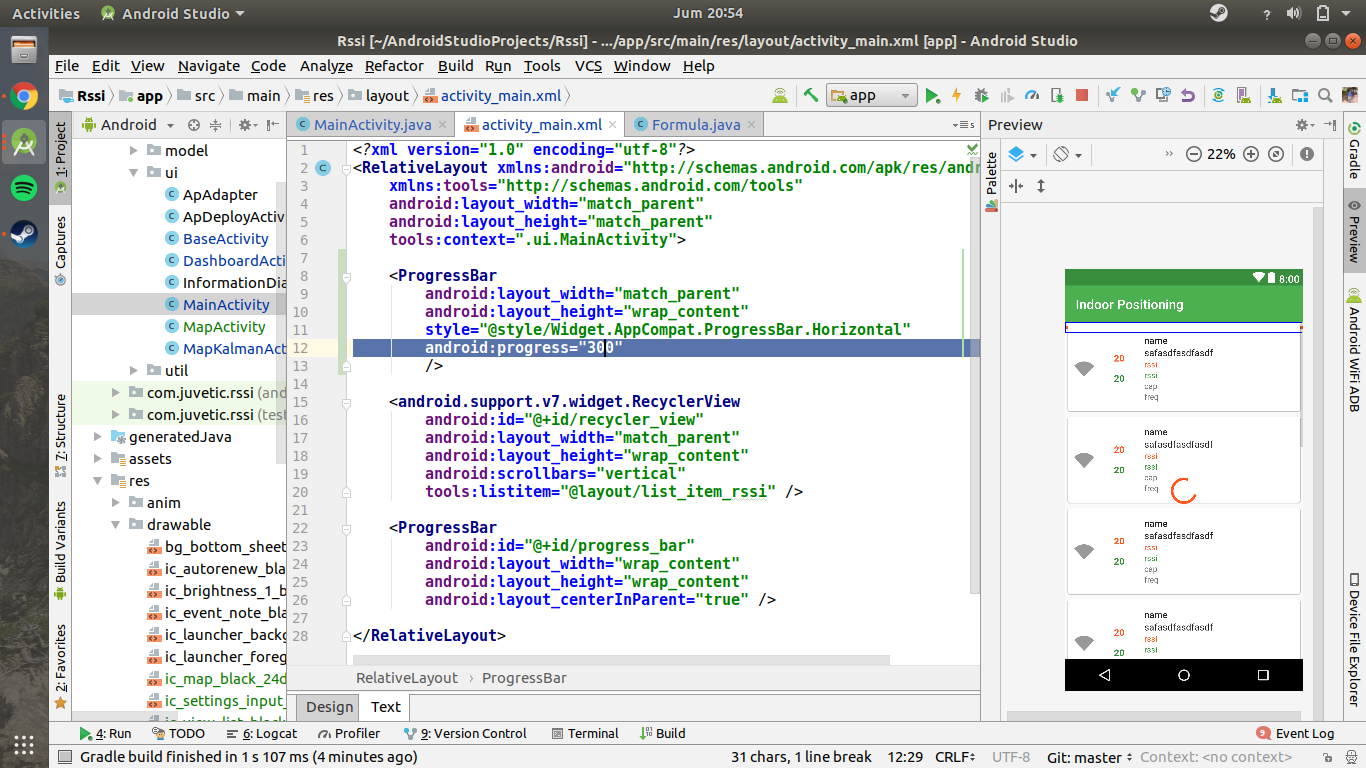 Activities
Android Studio
Jum 20:54
?
Rssi [~/AndroidStudioProjects/Rssi] - .../app/src/main/res/layout/activity_main.xml [app] - Android Studio
File Edit View Navigate Code Analyze Refactor Build Run Tools VCS Window Help
Rssi app src main res layout activity_main.xml
app
1: Project
Captures
7: Structure
Build Variants
2: Favorites
Android
model
ui
ApAdapter
ApDeployActiv
BaseActivity
DashboardActi
InformationDia
MainActivity
MapActivity
MapKalmanAct
util
com.juvetic.rssi (and
com.juvetic.rssi (test
generatedJava
assets
res
anim
drawable
bg_bottom_sheet
ic_autorenew_bla
ic_brightness_1_b
ic_event_note_bla
ic_launcher_backg
ic_launcher_foreg
ic_map_black_24d
ic_settings_input_
ic_view_list_black
MainActivity.java activity_main.xml Formula.java
1 <?xml version="1.0" encoding="utf-8"?>
2 <RelativeLayout xmlns:android="http://schemas.android.com/apk/res/andr
3 xmlns:tools="http://schemas.android.com/tools"
4 android:layout_width="match_parent"
5 android:layout_height="match_parent"
6 tools:context=".ui.MainActivity">
7
8 <ProgressBar
9 android:layout_width="match_parent"
10 android:layout_height="wrap_content"
11 style="@style/Widget.AppCompat.ProgressBar.Horizontal"
12 android:progress="300"
13 />
14
15 <android.support.v7.widget.RecyclerView
16 android:id="@+id/recycler_view"
17 android:layout_width="match_parent"
18 android:layout_height="wrap_content"
19 android:scrollbars="vertical"
20 tools:listitem="@layout/list_item_rssi" />
21
22 <ProgressBar
23 android:id="@+id/progress_bar"
24 android:layout_width="wrap_content"
25 android:layout_height="wrap_content"
26 android:layout_centerInParent="true" />
27
28 </RelativeLayout>
RelativeLayout › ProgressBar
Design Text
Preview
Palette
22%
8:00
Indoor Positioning
name
safasdfasdfasdf
20 rssi
20 rssi
cap
freq
name
safasdfasdfasdf
20 rssi
20 rssi
cap
freq
name
safasdfasdfasdf
20 rssi
20 rssi
cap
freq
name
safasdfasdfasdf
20 rssi
20 rssi
Gradle
Preview
Android WiFi ADB
Device File Explorer
4: Run TODO 6: Logcat Profiler 9: Version Control Terminal Build
9 Event Log
Gradle build finished in 1 s 107 ms (4 minutes ago)
31 chars, 1 line break 12:29 CRLF UTF-8 Git: master Context: <no context>